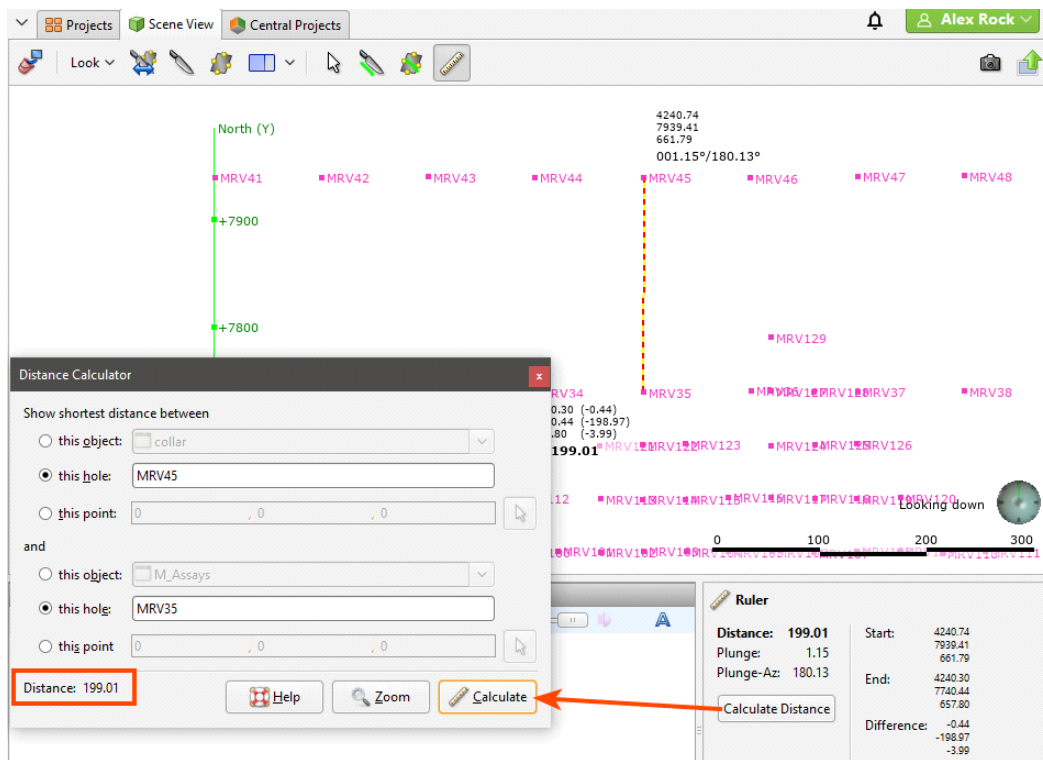 Projects
Scene View
Central Projects
Alex Rock
Look
North (Y)
4240.74
7939.41
661.79
001.15°/180.13°
MRV41
MRV42
MRV43
MRV44
MRV45
MRV46
MRV47
MRV48
+7900
+7800
MRV129
RV34
MRV35
MRV37
MRV38
0.30 (-0.44)
0.44 (-198.97)
.80 (-3.99)
199.01
MRV123
MRV126
Looking down
0 100 200 300
Distance Calculator
x
Show shortest distance between
this object: collar
this hole: MRV45
this point: 0 , 0 , 0
and
this object: M_Assays
this hole: MRV35
this point 0 , 0 , 0
Distance: 199.01
Help
Zoom
Calculate
A
Ruler
Distance: 199.01
Plunge: 1.15
Plunge-Az: 180.13
Calculate Distance
Start: 4240.74
7939.41
661.79
End: 4240.30
7740.44
657.80
Difference: -0.44
-198.97
-3.99